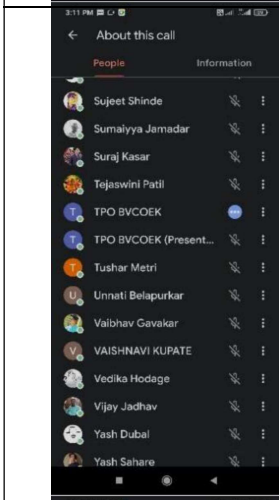 3:11 PM
About this call
People Information
Sujeet Shinde
Sumaiyya Jamadar
Suraj Kasar
Tejaswini Patil
T TPO BVCOEK
T TPO BVCOEK (Present...
T Tushar Metri
U Unnati Belapurkar
Vaibhav Gavakar
V VAISHNAVI KUPATE
Vedika Hodage
Vijay Jadhav
Yash Dubal
Yash Sahare